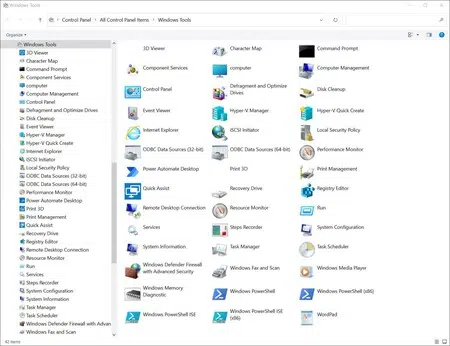 Windows Tools
Control Panel > All Control Panel Items > Windows Tools
Organize
Windows Tools
3D Viewer
Character Map
Command Prompt
Component Services
computer
Computer Management
Control Panel
Defragment and Optimize Drives
Disk Cleanup
Event Viewer
Hyper-V Manager
Hyper-V Quick Create
Internet Explorer
iSCSI Initiator
Local Security Policy
ODBC Data Sources (32-bit)
ODBC Data Sources (64-bit)
Performance Monitor
Power Automate Desktop
Print 3D
Print Management
Quick Assist
Recovery Drive
Registry Editor
Remote Desktop Connection
Resource Monitor
Run
Services
Steps Recorder
System Configuration
System Information
Task Manager
Task Scheduler
Windows Defender Firewall with Advan
Windows Fax and Scan
3D Viewer
Character Map
Command Prompt
Component Services
computer
Computer Management
Control Panel
Defragment and Optimize
Drives
Disk Cleanup
Event Viewer
Hyper-V Manager
Hyper-V Quick Create
Internet Explorer
iSCSI Initiator
Local Security Policy
ODBC Data Sources (32-bit)
ODBC Data Sources (64-bit)
Performance Monitor
Power Automate Desktop
Print 3D
Print Management
Quick Assist
Recovery Drive
Registry Editor
Remote Desktop Connection
Resource Monitor
Run
Services
Steps Recorder
System Configuration
System Information
Task Manager
Task Scheduler
Windows Defender Firewall
with Advanced Security
Windows Fax and Scan
Windows Media Player
Windows Memory
Diagnostic
Windows PowerShell
Windows PowerShell (x86)
Windows PowerShell ISE
Windows PowerShell ISE
(x86)
WordPad
42 items